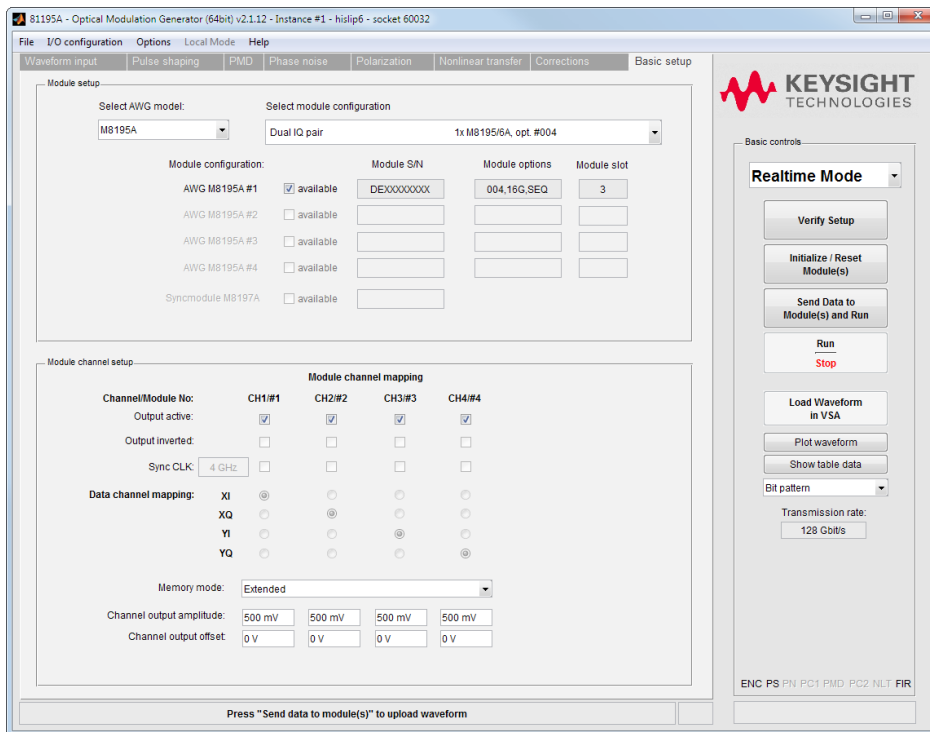 81195A - Optical Modulation Generator (64bit) v2.1.12 - Instance #1 - hislip6 - socket 60032
File I/O configuration Options Local Mode Help
Waveform input Pulse shaping PMD Phase noise Polarization Nonlinear transfer Corrections Basic setup
Module setup
Select AWG model: Select module configuration
M8195A Dual IQ pair 1x M8195/6A, opt. #004
Module configuration: Module S/N Module options Module slot
AWG M8195A #1 available DEXXXXXXXX 004,16G,SEQ 3
AWG M8195A #2 available
AWG M8195A #3 available
AWG M8195A #4 available
Syncmodule M8197A available
Module channel setup
Module channel mapping
Channel/Module No: CH1/#1 CH2/#2 CH3/#3 CH4/#4
Output active:
Output inverted:
Sync CLK: 4 GHz
Data channel mapping: XI
XQ
YI
YQ
Memory mode: Extended
Channel output amplitude: 500 mV 500 mV 500 mV 500 mV
Channel output offset: 0 V 0 V 0 V 0 V
Press "Send data to module(s)" to upload waveform
KEYSIGHT
TECHNOLOGIES
Basic controls
Realtime Mode
Verify Setup
Initialize / Reset
Module(s)
Send Data to
Module(s) and Run
Run
Stop
Load Waveform
in VSA
Plot waveform
Show table data
Bit pattern
Transmission rate:
128 Gbit/s
ENC PS PN PC1 PMD PC2 NLT FIR